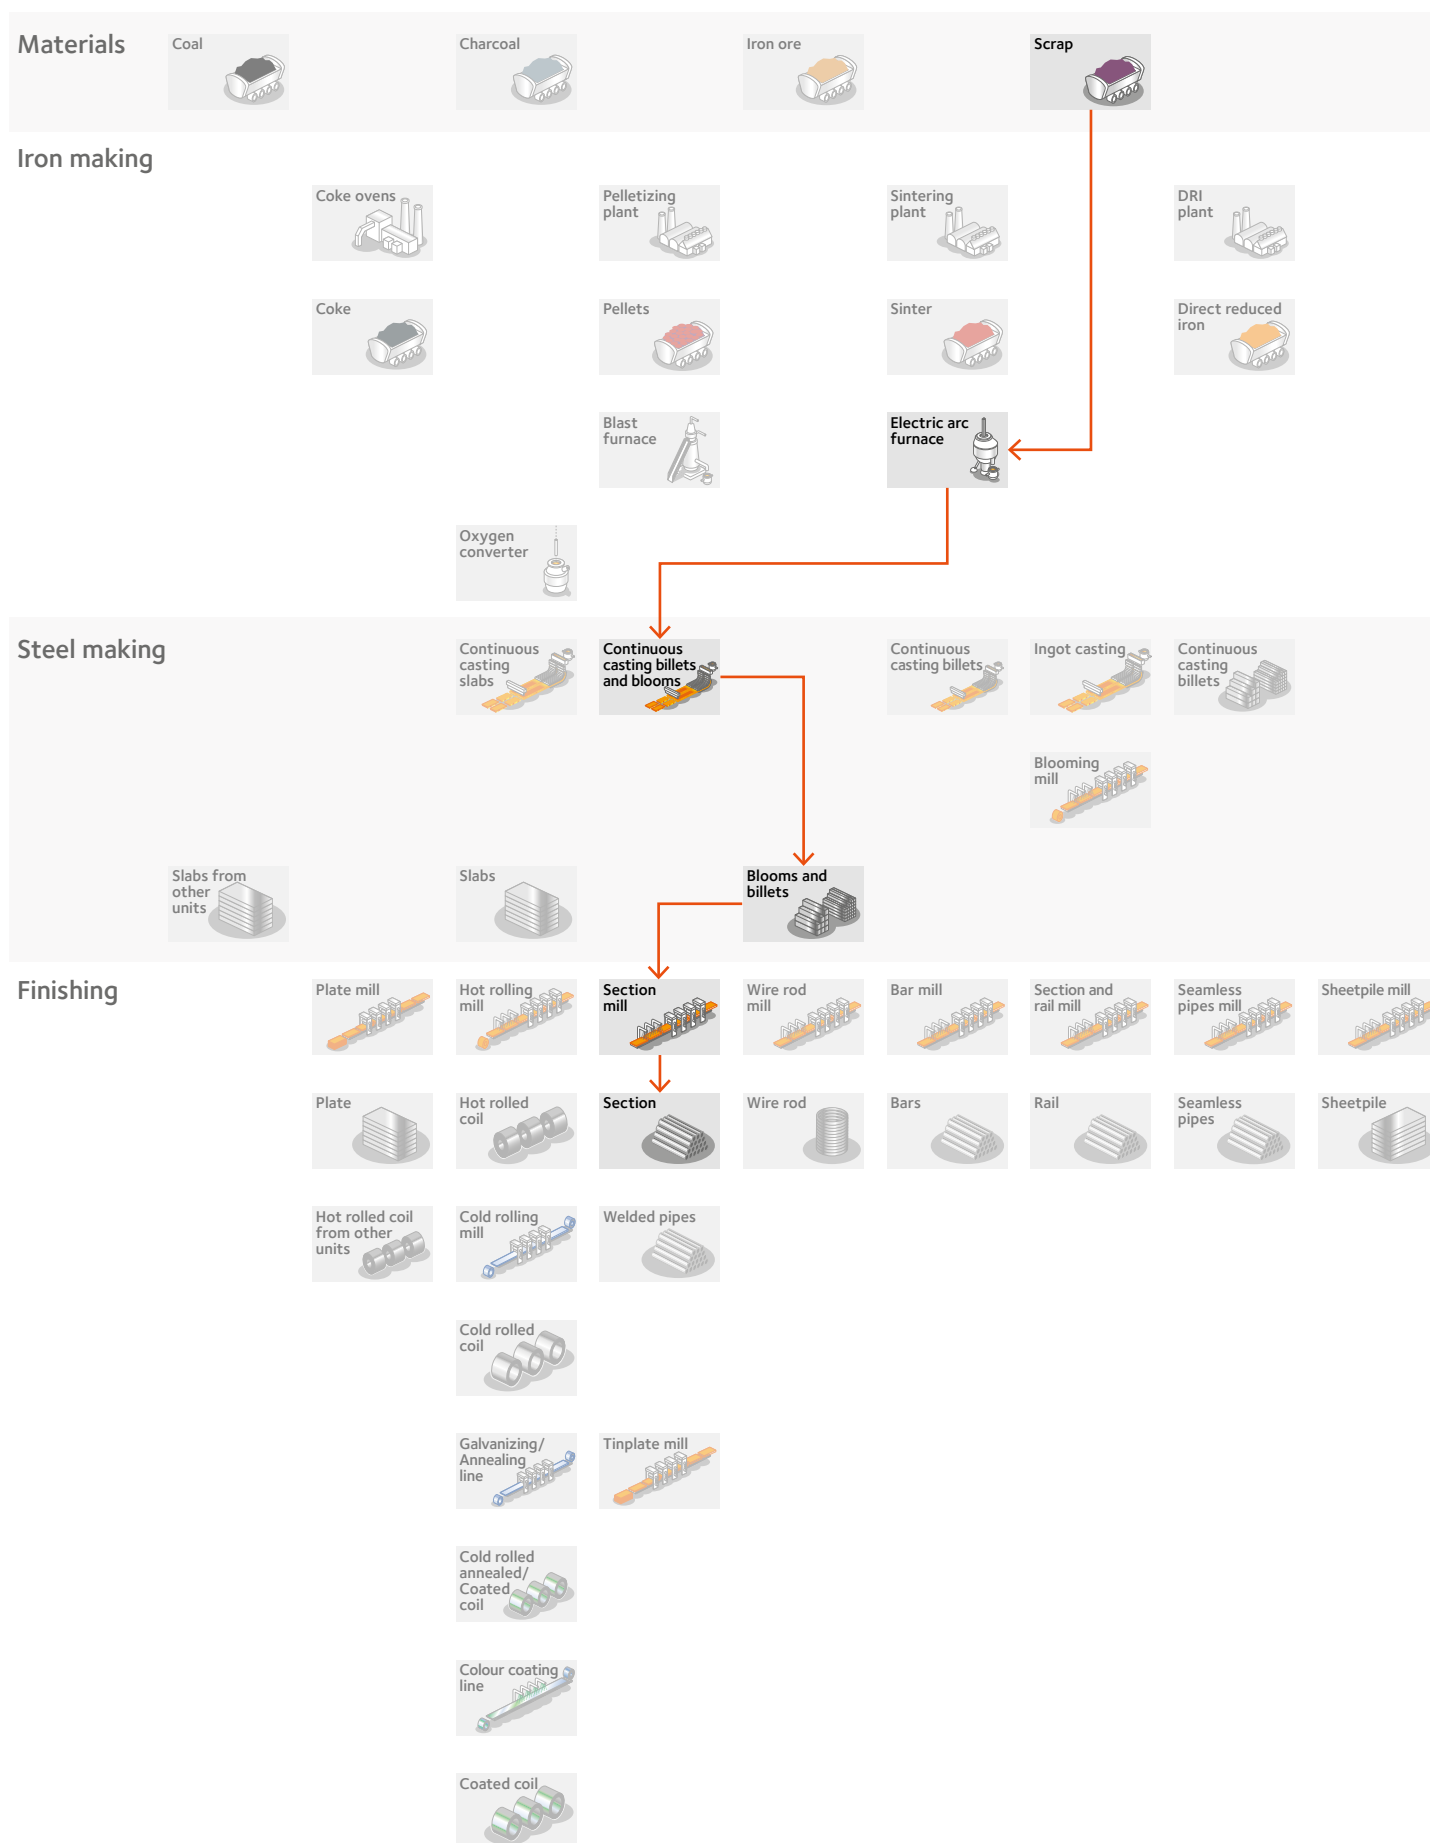 Materials
Coal
Charcoal
Iron ore
Scrap
Iron making
Coke ovens
Pelletizing
plant
Sintering
plant
DRI
plant
Coke
Pellets
Sinter
Direct reduced
iron
Blast
furnace
Electric arc
furnace
Oxygen
converter
Steel making
Continuous
casting
slabs
Continuous
casting billets
and blooms
Continuous
casting billets
Ingot casting
Continuous
casting
billets
Blooming
mill
Slabs from
other
units
Slabs
Blooms and
billets
Finishing
Plate mill
Hot rolling
mill
Section
mill
Wire rod
mill
Bar mill
Section and
rail mill
Seamless
pipes mill
Sheetpile mill
Plate
Hot rolled
coil
Section
Wire rod
Bars
Rail
Seamless
pipes
Sheetpile
Hot rolled coil
from other
units
Cold rolling
mill
Welded pipes
Cold rolled
coil
Galvanizing/
Annealing
line
Tinplate mill
Cold rolled
annealed/
Coated
coil
Colour coating
line
Coated coil